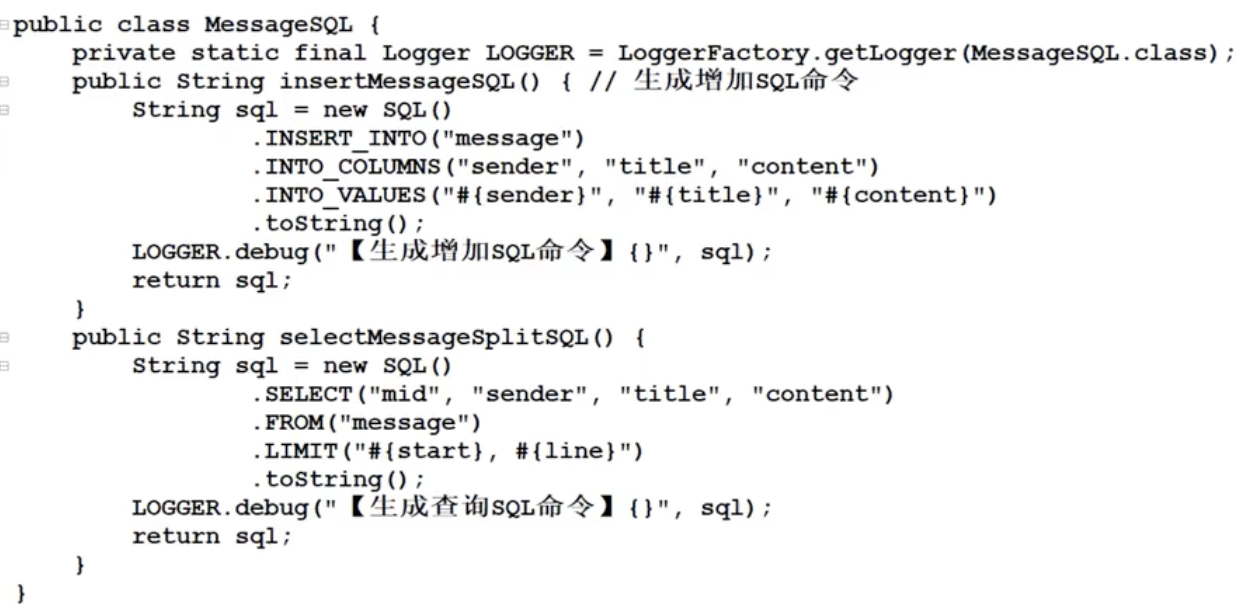 public class MessageSQL {
    private static final Logger LOGGER = LoggerFactory.getLogger(MessageSQL.class);
    public String insertMessageSQL() { // 生成增加SQL命令
        String sql = new SQL()
                .INSERT_INTO("message")
                .INTO_COLUMNS("sender", "title", "content")
                .INTO_VALUES("#{sender}", "#{title}", "#{content}")
                .toString();
        LOGGER.debug("【生成增加SQL命令】{}", sql);
        return sql;
    }
    public String selectMessageSplitSQL() {
        String sql = new SQL()
                .SELECT("mid", "sender", "title", "content")
                .FROM("message")
                .LIMIT("#{start}, #{line}")
                .toString();
        LOGGER.debug("【生成查询SQL命令】{}", sql);
        return sql;
    }
}